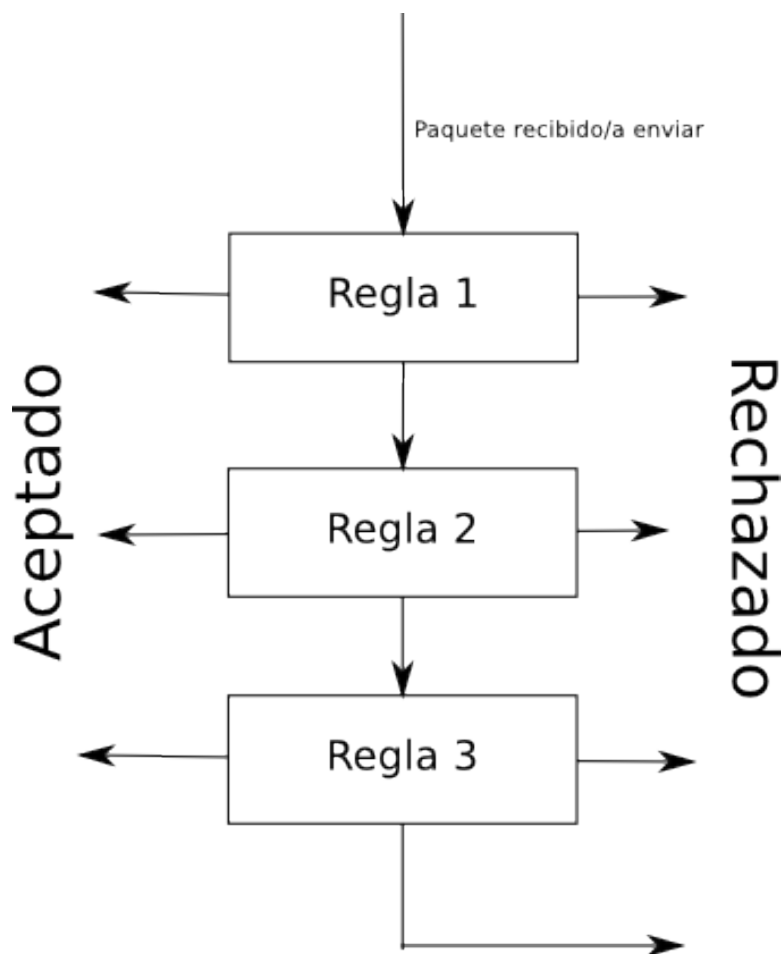 Paquete recibido/a enviar
Regla 1
Aceptado
Rechazado
Regla 2
Regla 3